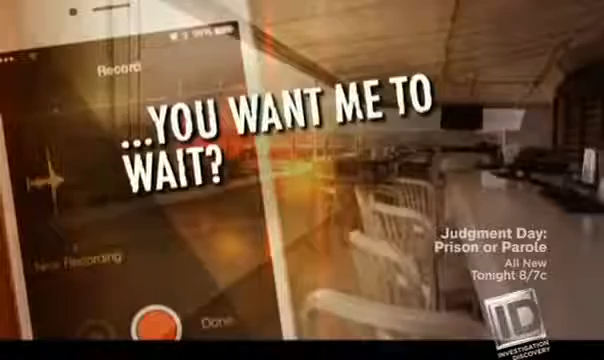 Record
...YOU WANT ME TO
WAIT?
New Recording
Done
Judgment Day:
Prison or Parole
All New
Tonight 8/7c
ID
INVESTIGATION
DISCOVERY